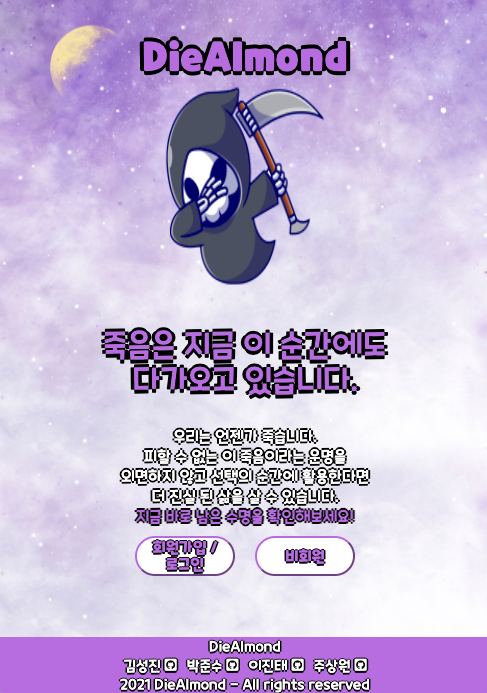 DieAlmond
죽음은 지금 이 순간에도
다가오고 있습니다.
우리는 언젠가 죽습니다.
피할 수 없는 이 죽음이라는 운명을
외면하지 않고 선택의 순간에 활용한다면
더 진실 된 삶을 살 수 있습니다.
지금 바로 남은 수명을 확인해보세요!
회원가입 /
로그인
비회원
DieAlmond
김성진 박준수 이진태 주상원
2021 DieAlmond - All rights reserved